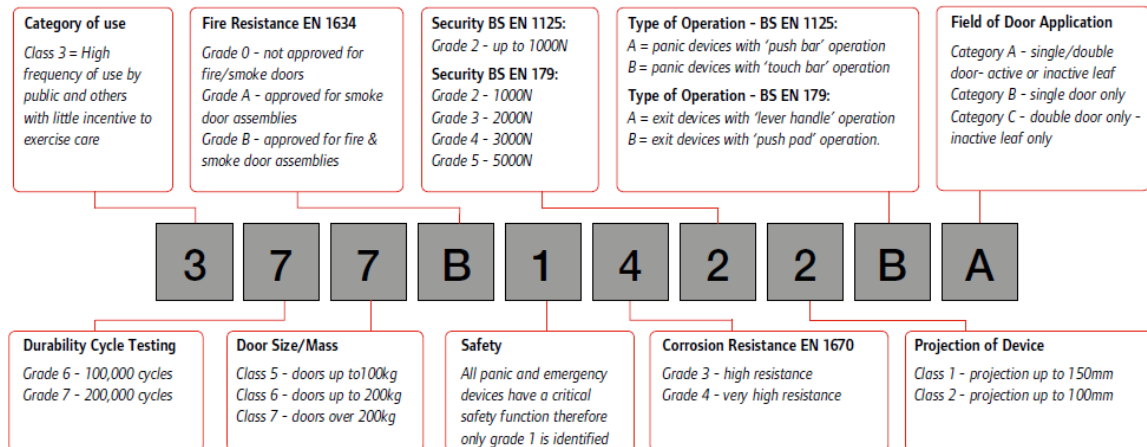 Category of use
Class 3 = High
frequency of use by
public and others
with little incentive to
exercise care
Fire Resistance EN 1634
Grade 0 - not approved for
fire/smoke doors
Grade A - approved for smoke
door assemblies
Grade B - approved for fire &
smoke door assemblies
Security BS EN 1125:
Grade 2 - up to 1000N
Security BS EN 179:
Grade 2 - 1000N
Grade 3 - 2000N
Grade 4 - 3000N
Grade 5 - 5000N
Type of Operation - BS EN 1125:
A = panic devices with ‘push bar’ operation
B = panic devices with ‘touch bar’ operation
Type of Operation - BS EN 179:
A = exit devices with ‘lever handle’ operation
B = exit devices with ‘push pad’ operation.
Field of Door Application
Category A - single/double
door- active or inactive leaf
Category B - single door only
Category C - double door only -
inactive leaf only
3 7 7 B 1 4 2 2 B A
Durability Cycle Testing
Grade 6 - 100,000 cycles
Grade 7 - 200,000 cycles
Door Size/Mass
Class 5 - doors up to100kg
Class 6 - doors up to 200kg
Class 7 - doors over 200kg
Safety
All panic and emergency
devices have a critical
safety function therefore
only grade 1 is identified
Corrosion Resistance EN 1670
Grade 3 - high resistance
Grade 4 - very high resistance
Projection of Device
Class 1 - projection up to 150mm
Class 2 - projection up to 100mm